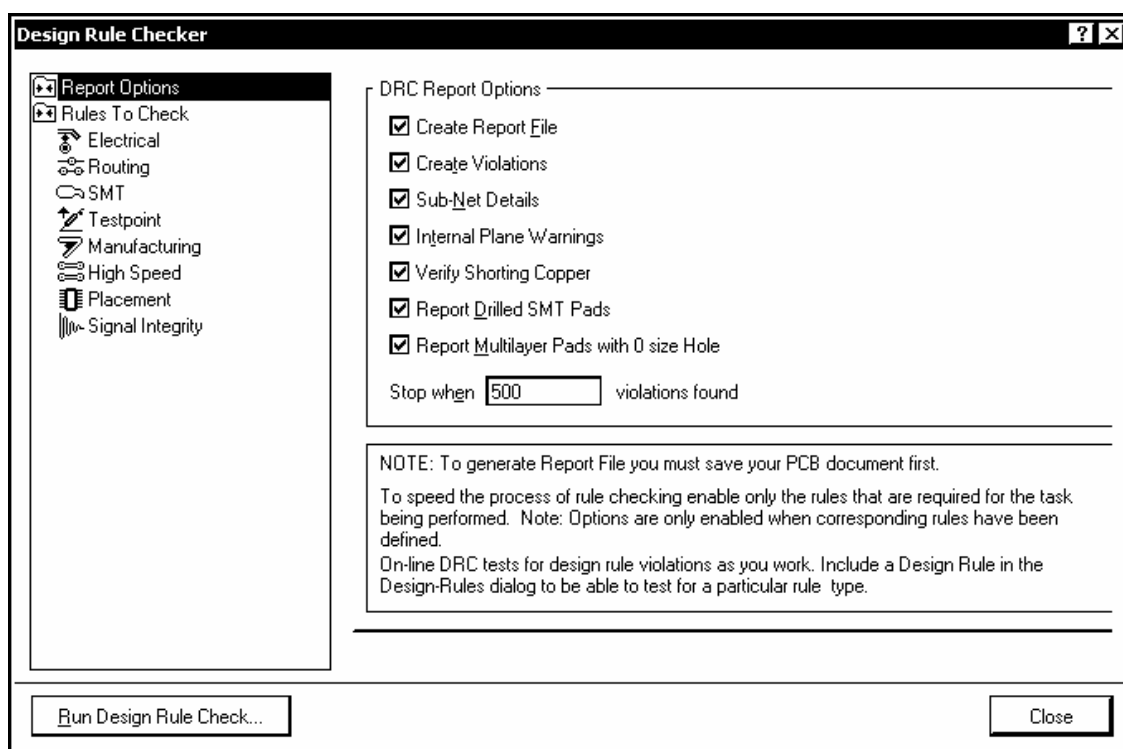 Design Rule Checker
Report Options
Rules To Check
Electrical
Routing
SMT
Testpoint
Manufacturing
High Speed
Placement
Signal Integrity
DRC Report Options
Create Report File
Create Violations
Sub-Net Details
Internal Plane Warnings
Verify Shorting Copper
Report Drilled SMT Pads
Report Multilayer Pads with 0 size Hole
Stop when 500 violations found
NOTE: To generate Report File you must save your PCB document first.
To speed the process of rule checking enable only the rules that are required for the task
being performed. Note: Options are only enabled when corresponding rules have been
defined.
On-line DRC tests for design rule violations as you work. Include a Design Rule in the
Design-Rules dialog to be able to test for a particular rule type.
Run Design Rule Check...
Close